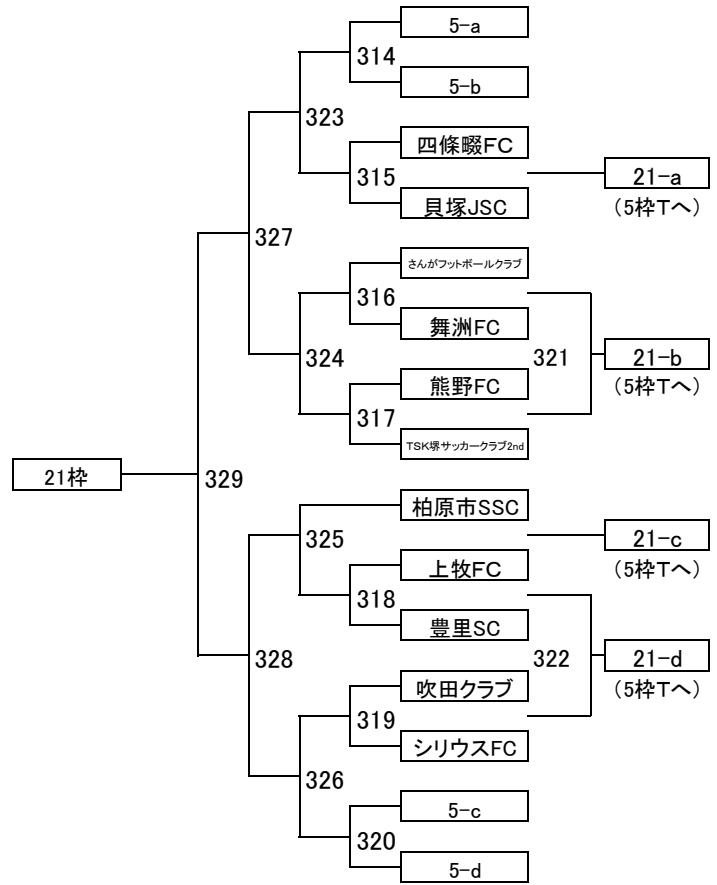 5-a
314
5-b
323
四條畷FC
315
21-a
貝塚JSC
(5枠Tへ)
327
さんがフットボールクラブ
316
舞洲FC
324
321
21-b
熊野FC
(5枠Tへ)
317
TSK堺サッカークラブ2nd
21枠
329
柏原市SSC
325
21-c
上牧FC
(5枠Tへ)
318
豊里SC
328
322
21-d
吹田クラブ
(5枠Tへ)
319
シリウスFC
326
5-c
320
5-d